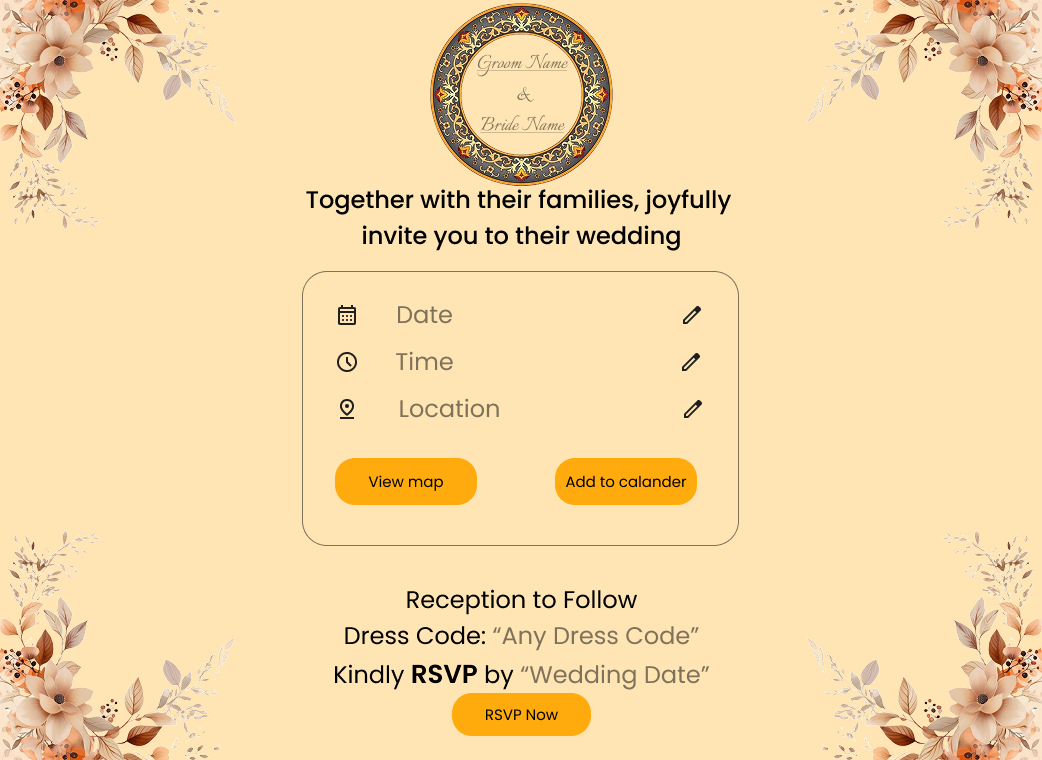 Groom Name
&
Bride Name
Together with their families, joyfully
invite you to their wedding
Date
Time
Location
View map
Add to calander
Reception to Follow
Dress Code: “Any Dress Code”
Kindly RSVP by “Wedding Date”
RSVP Now